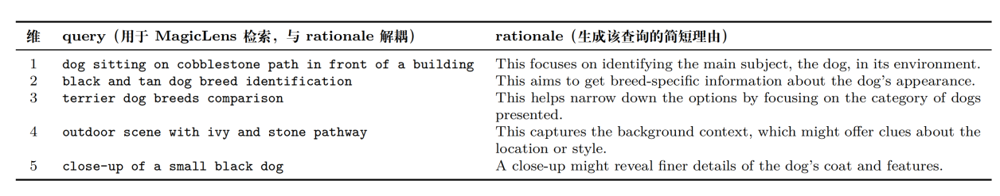 维 query（用于 MagicLens 检索，与 rationale 解耦） rationale（生成该查询的简短理由）
1 dog sitting on cobblestone path in front of a building This focuses on identifying the main subject, the dog, in its environment.
2 black and tan dog breed identification This aims to get breed-specific information about the dog's appearance.
3 terrier dog breeds comparison This helps narrow down the options by focusing on the category of dogs
presented.
4 outdoor scene with ivy and stone pathway This captures the background context, which might offer clues about the
location or style.
5 close-up of a small black dog A close-up might reveal finer details of the dog's coat and features.